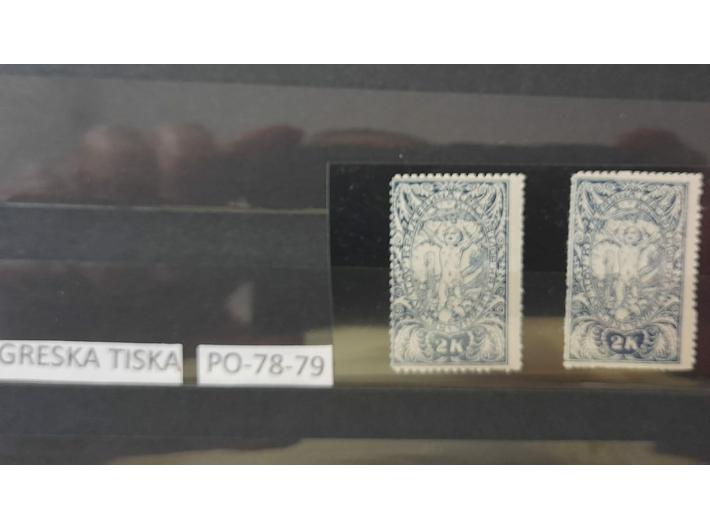 GRESKA TISKA
PO-78-79
2K
2K